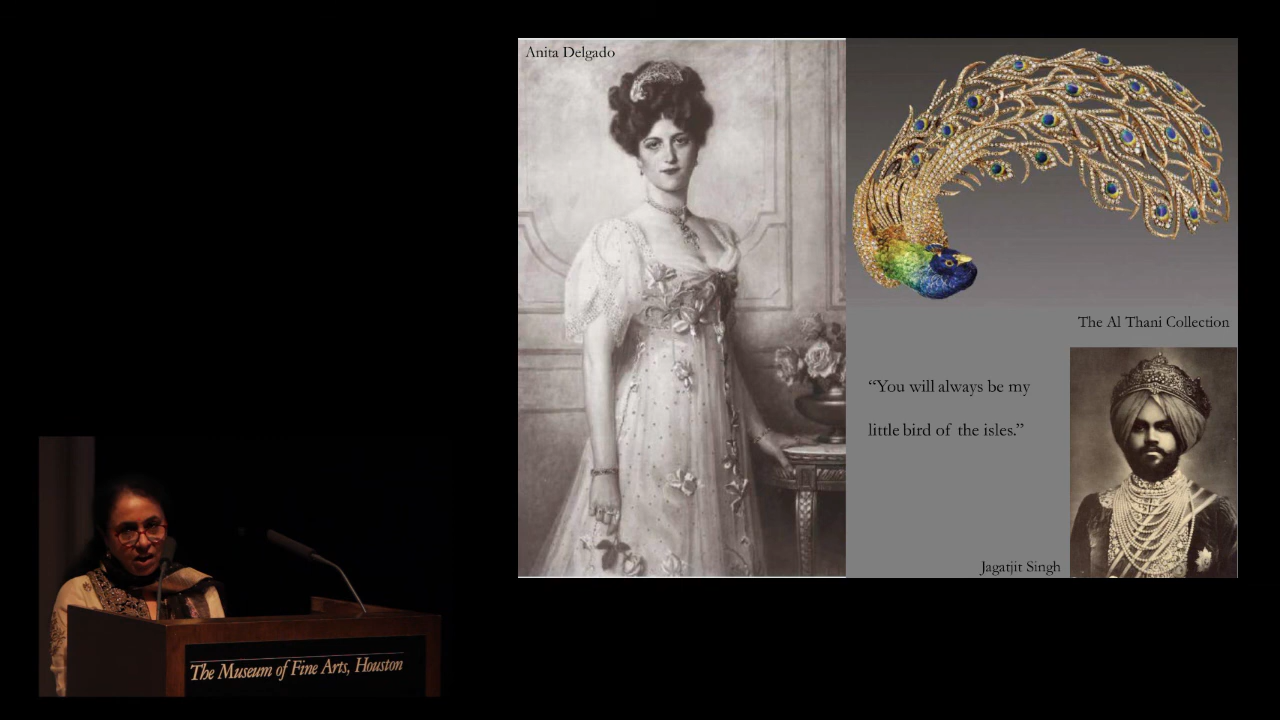 Anita Delgado
The Al Thani Collection
“You will always be my
little bird of the isles.”
Jagatjit Singh
The Museum of Fine Arts, Houston